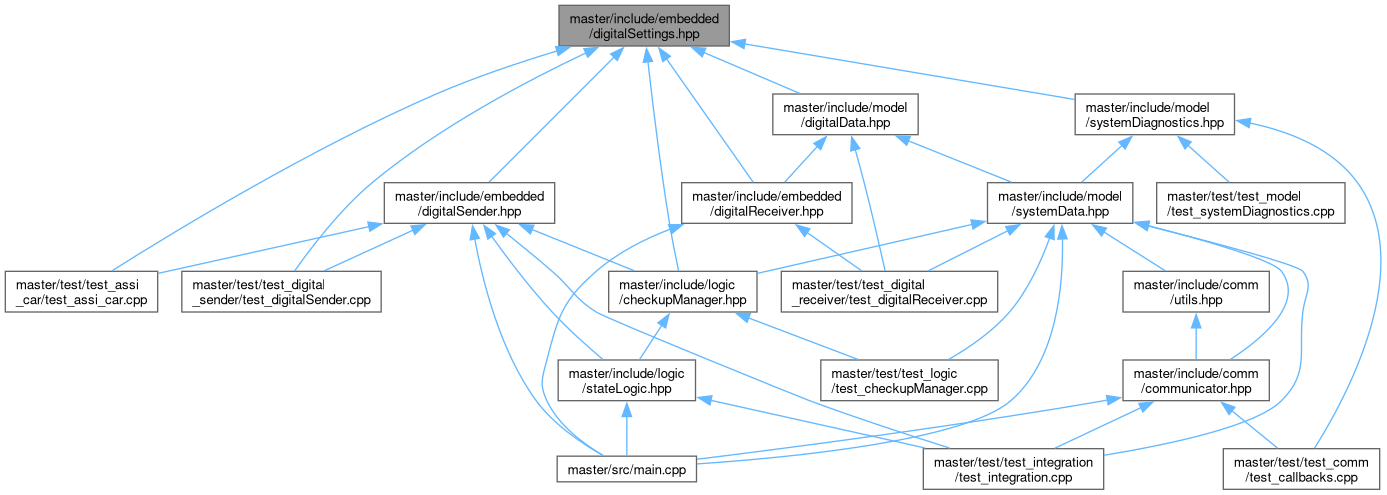 master/include/embedded
/digitalSettings.hpp
master/include/model
/digitalData.hpp
master/include/model
/systemDiagnostics.hpp
master/include/embedded
/digitalSender.hpp
master/include/embedded
/digitalReceiver.hpp
master/include/model
/systemData.hpp
master/test/test_model
/test_systemDiagnostics.cpp
master/test/test_assi
_car/test_assi_car.cpp
master/test/test_digital
_sender/test_digitalSender.cpp
master/include/logic
/checkupManager.hpp
master/test/test_digital
_receiver/test_digitalReceiver.cpp
master/include/comm
/utils.hpp
master/include/logic
/stateLogic.hpp
master/test/test_logic
/test_checkupManager.cpp
master/include/comm
/communicator.hpp
master/src/main.cpp
master/test/test_integration
/test_integration.cpp
master/test/test_comm
/test_callbacks.cpp